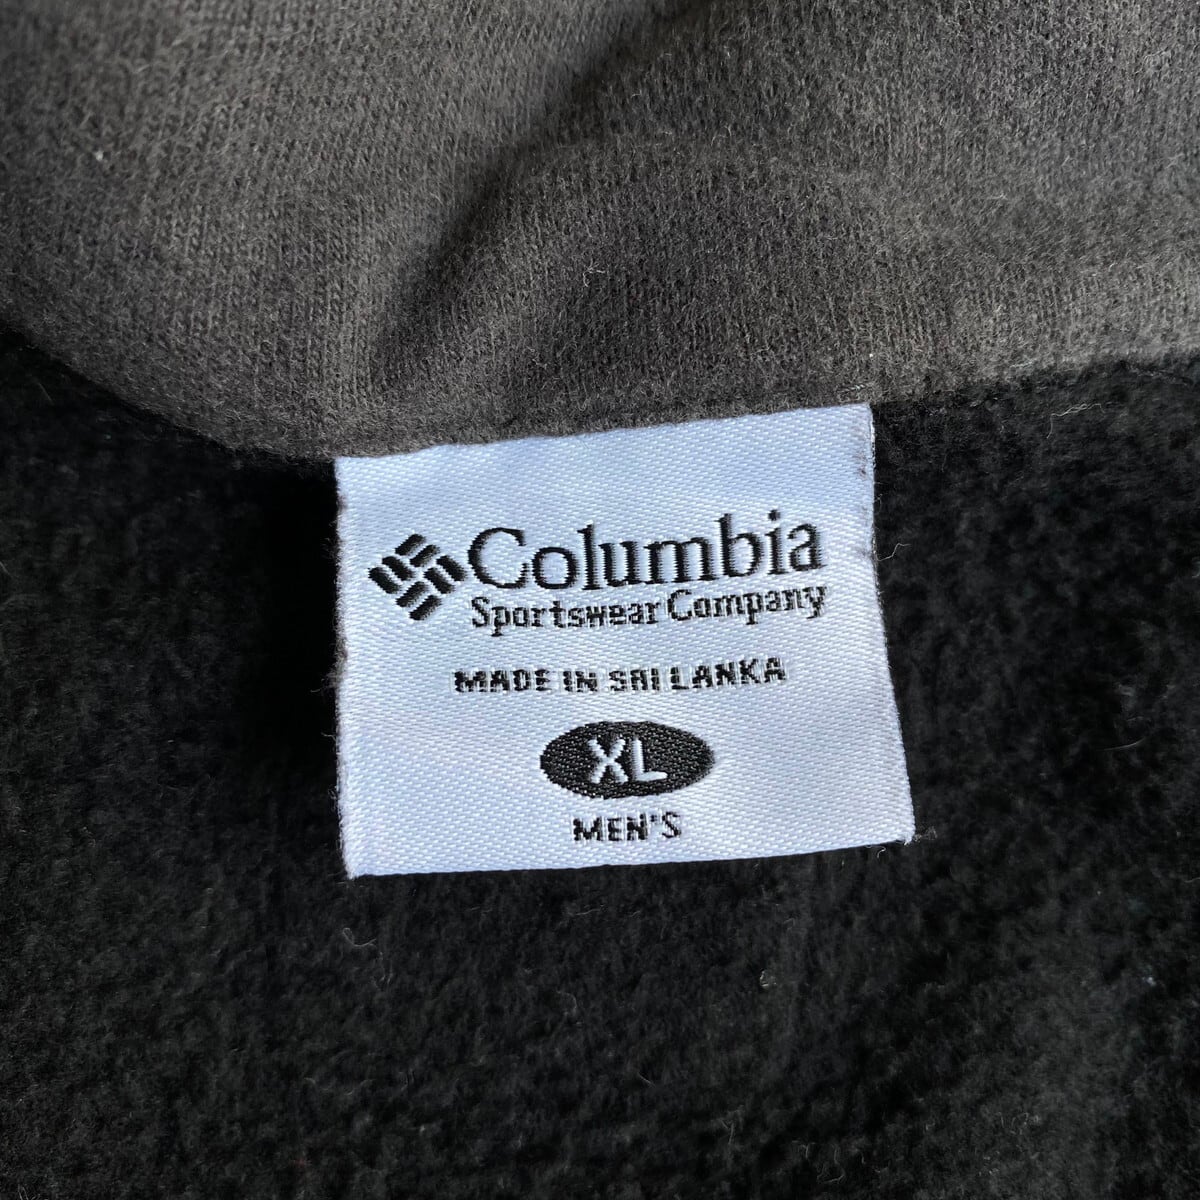 Columbia
Sportswear Company
MADE IN SRI LANKA
XL
MEN'S